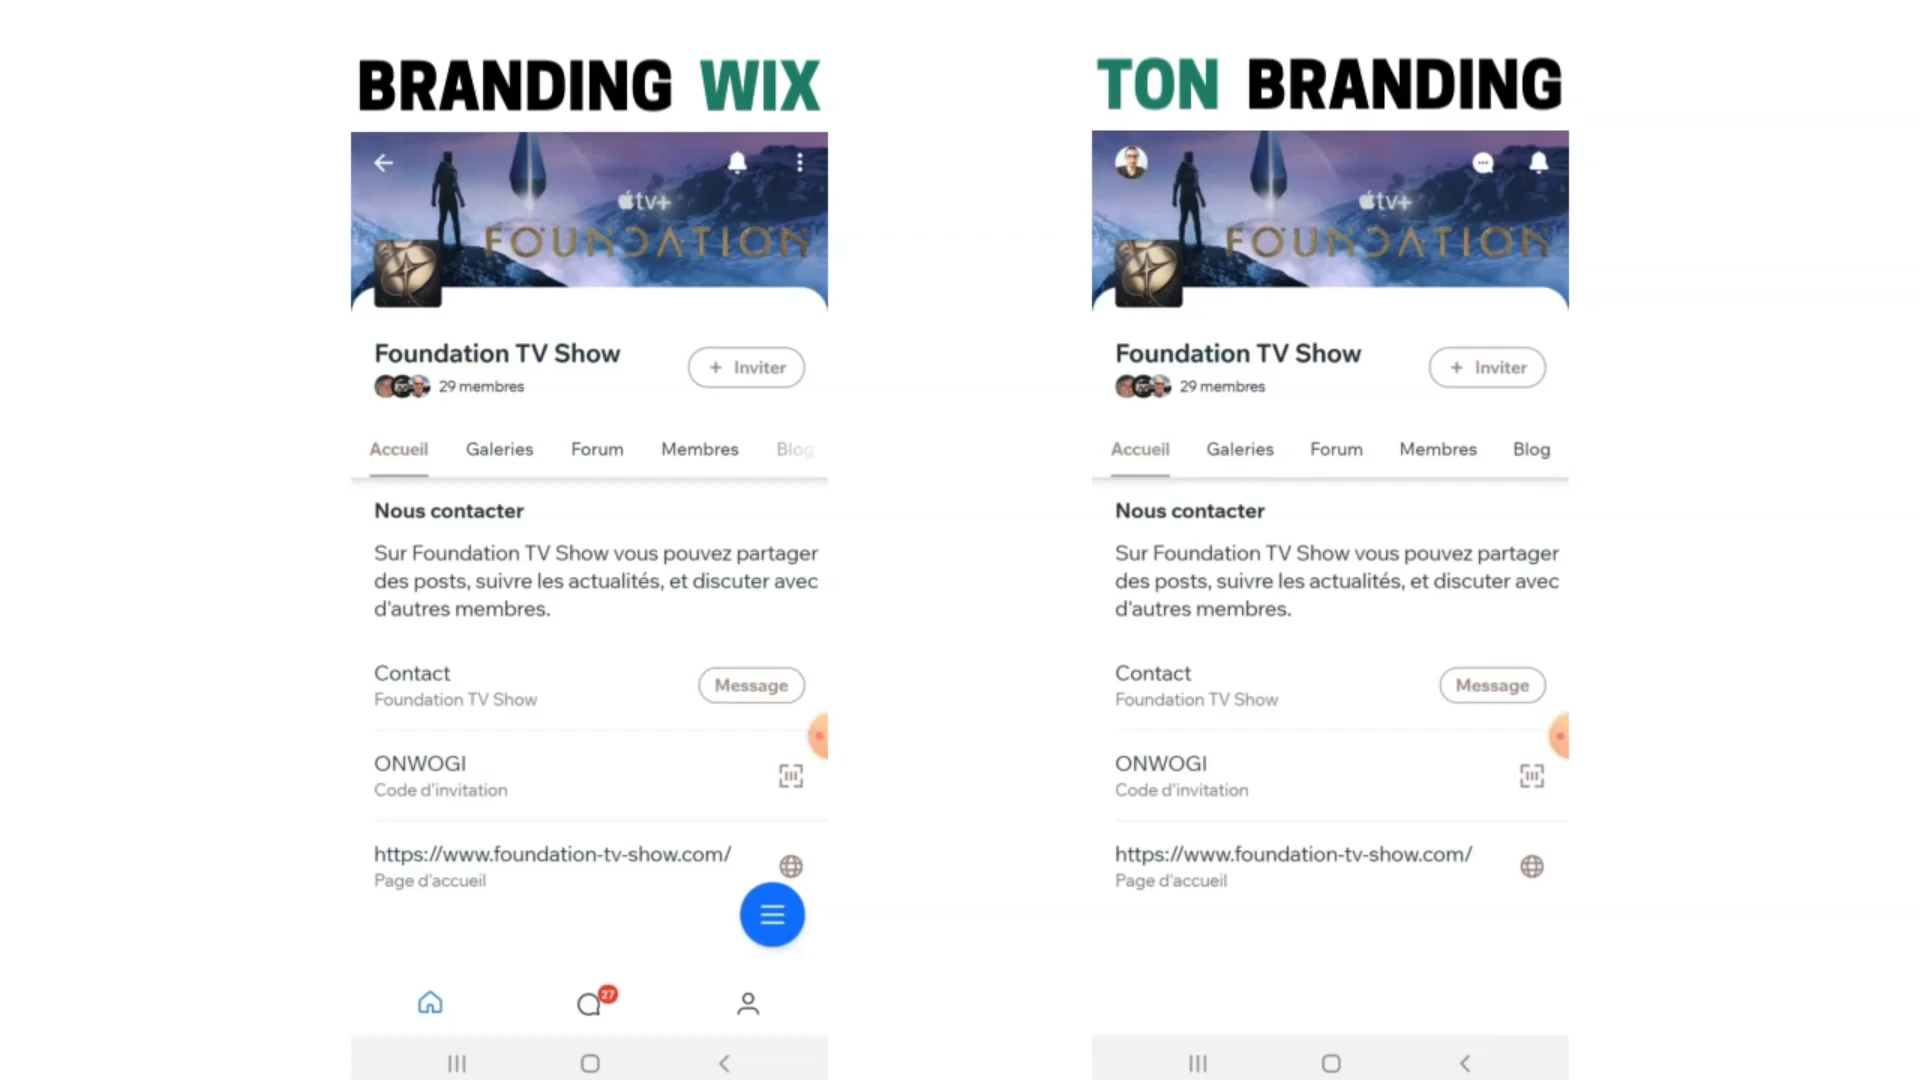 BRANDING WIX
tv+
FOUNDATION
Foundation TV Show
+ Inviter
29 membres
Accueil Galeries Forum Membres Blog
Nous contacter
Sur Foundation TV Show vous pouvez partager
des posts, suivre les actualités, et discuter avec
d'autres membres.
Contact
Foundation TV Show
Message
ONWOGI
Code d'invitation
https://www.foundation-tv-show.com/
Page d'accueil
27
TON BRANDING
tv+
FOUNDATION
Foundation TV Show
+ Inviter
29 membres
Accueil Galeries Forum Membres Blog
Nous contacter
Sur Foundation TV Show vous pouvez partager
des posts, suivre les actualités, et discuter avec
d'autres membres.
Contact
Foundation TV Show
Message
ONWOGI
Code d'invitation
https://www.foundation-tv-show.com/
Page d'accueil